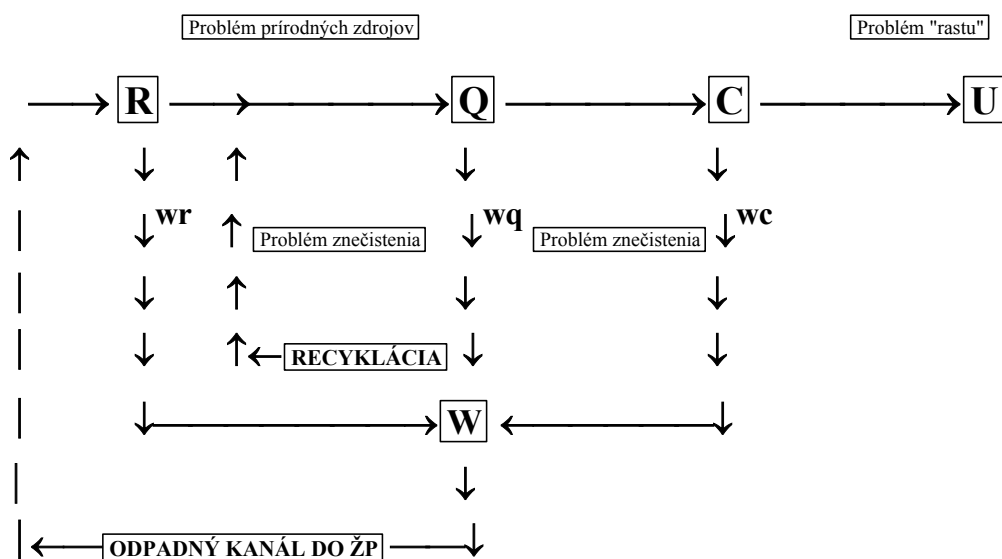 Problém prírodných zdrojov Problém "rastu"
R Q C U
wr wq wc
Problém znečistenia Problém znečistenia
RECYKLÁCIA
W
ODPADNÝ KANÁL DO ŽP